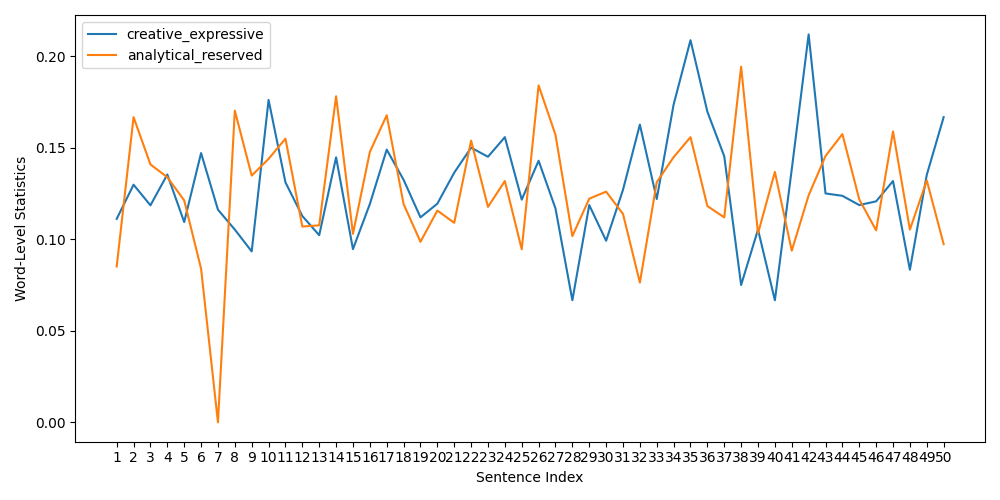 creative_expressive
analytical_reserved
Word-Level Statistics
0.20
0.15
0.10
0.05
0.00
1 2 3 4 5 6 7 8 9 10 11 12 13 14 15 16 17 18 19 20 21 22 23 24 25 26 27 28 29 30 31 32 33 34 35 36 37 38 39 40 41 42 43 44 45 46 47 48 49 50
Sentence Index